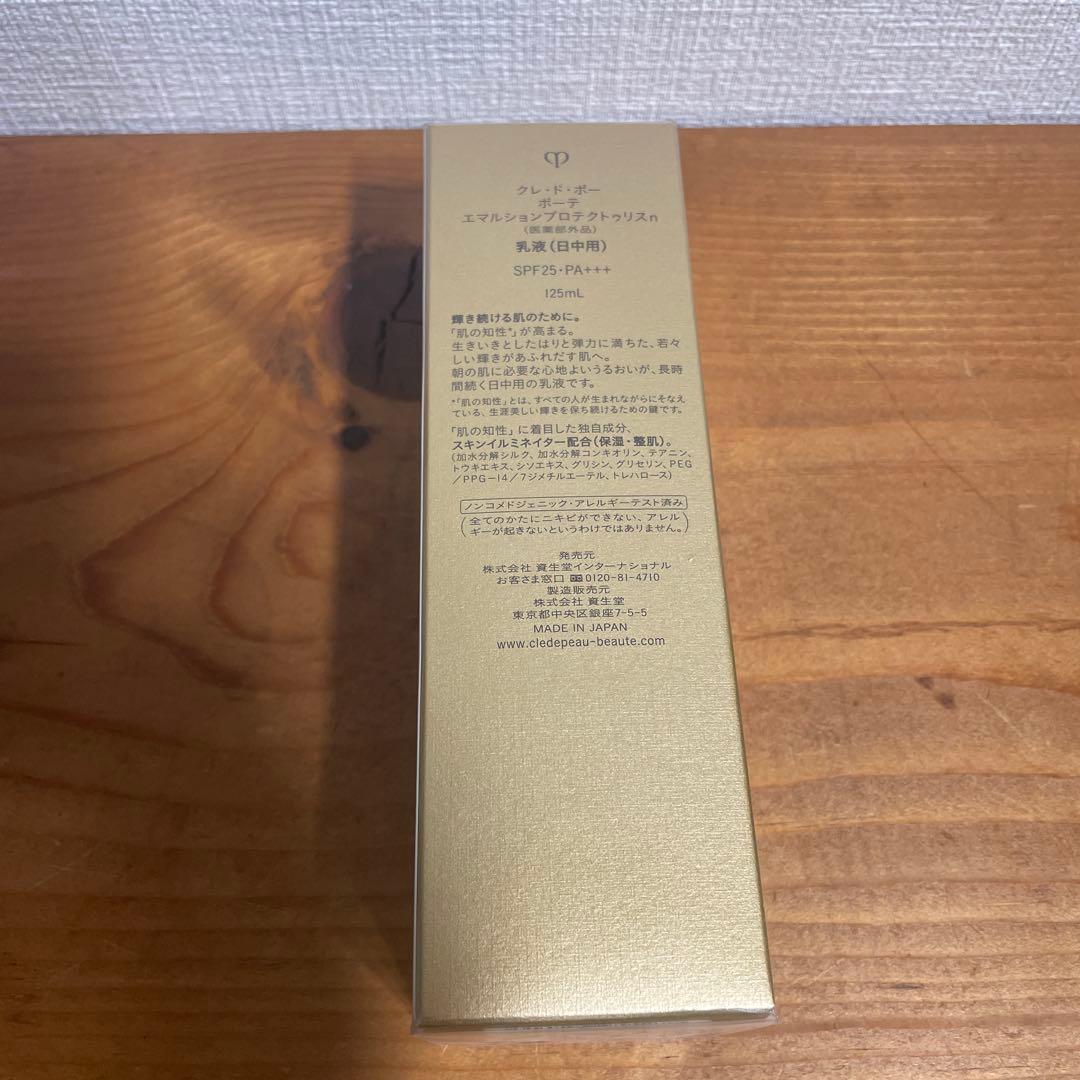 クレ・ド・ポー
ボーテ
エマルションプロテクトゥリスn
(医薬部外品)
乳液(日中用)
SPF25・PA+++
125mL
輝き続ける肌のために。
「肌の知性*」が高まる。
生きいきとしたはりと弾力に満ちた、若々
しい輝きがあふれだす肌へ。
朝の肌に必要な心地よいうるおいが、長時
間続く日中用の乳液です。
*「肌の知性」とは、すべての人が生まれながらにそなえ
ている、生涯美しい輝きを保ち続けるための鍵です。
「肌の知性」に着目した独自成分、
スキンイルミネイター配合(保湿・整肌)。
(加水分解シルク、加水分解コンキオリン、テアニン、
トウキエキス、シソエキス、グリシン、グリセリン、PEG
/PPG-14/7ジメチルエーテル、トレハロース)
ノンコメドジェニック・アレルギーテスト済み
(全てのかたにニキビができない、アレル
ギーが起きないというわけではありません。)
発売元
株式会社 資生堂インターナショナル
お客さま窓口 0120-81-4710
製造販売元
株式会社 資生堂
東京都中央区銀座7-5-5
MADE IN JAPAN
www.cledepeau-beaute.com